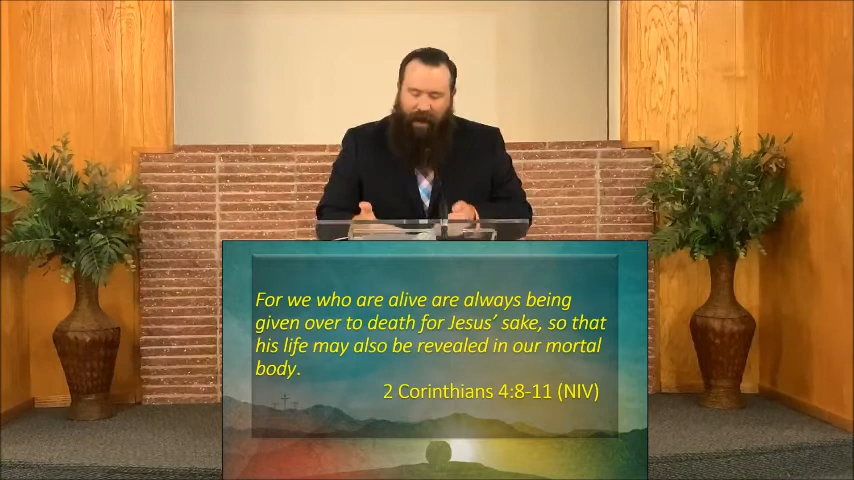 For we who are alive are always being
given over to death for Jesus’ sake, so that
his life may also be revealed in our mortal
body.
2 Corinthians 4:8-11 (NIV)